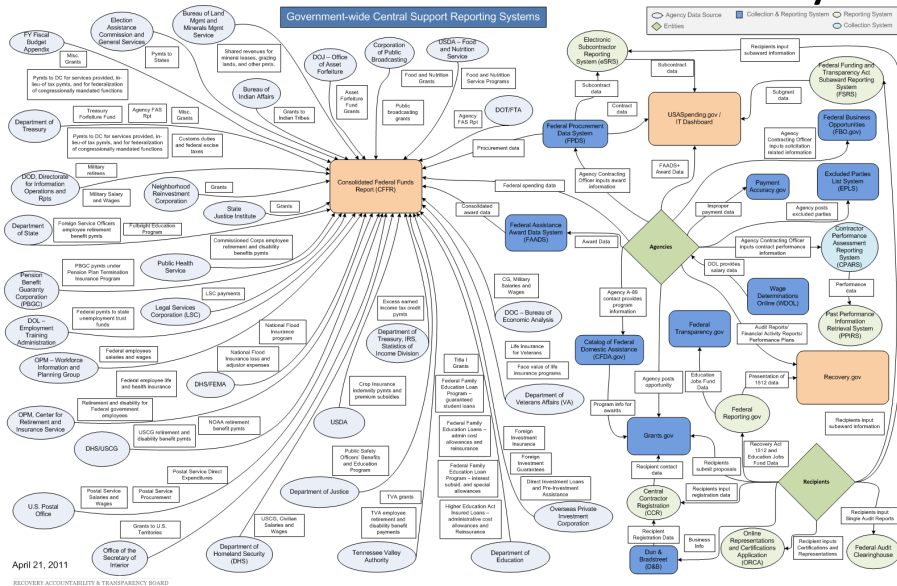 Government-wide Central Support Reporting Systems
Agency Data Source
Collection & Reporting System
Reporting System
Entities
Collection System
FY Fiscal
Budget
Appendix
Misc.
Grants
Election
Assistance
Commission and
General Services
Pymts to
States
Bureau of Land
Mgmt and
Minerals Mgmt
Service
Shared revenues for
mineral leases, grazing
lands, and other pmts.
DOJ – Office
of Asset
Forfeiture
Asset
Forfeiture
Fund
Grants
Corporation
of Public
Broadcasting
Public
broadcasting
grants
USDA – Food
and Nutrition
Service
Food and Nutrition
Grants
Food and Nutrition
Service Programs
Pymts to DC for services provided, in-
lieu-of tax pymts, and for federalization
of congressionally mandated functions
Bureau of
Indian Affairs
Grants to
Indian Tribes
DOT/FTA
Agency
FAS Rpt
Department of
Treasury
Treasury
Forfeiture Fund
Agency FAS
Rpt
Misc.
Grants
Pymts to DC for services provided, in-
lieu-of tax pymts, and for federalization
of congressionally mandated functions
Customs duties
and federal excise
taxes
DOD, Directorate
for Information
Operations and
Rpts
Military
retirees
Military Salary
and Wages
Neighborhood
Reinvestment
Corporation
Grants
State
Justice Institute
Grants
Consolidated Federal Funds
Report (CFFR)
Department
of State
Foreign Service Officers
employee retirement
benefit pymts
Fulbright Education
Program
Public Health
Service
Commissioned Corps employee
retirement and disability
benefits pymts
Pension
Benefit
Guaranty
Corporation
(PBGC)
PBGC pymts under
Pension Plan Termination
Insurance Program
Legal Services
Corporation (LSC)
LSC payments
DOL –
Employment
Training
Administration
Federal pymts to state
unemployment trust
funds
OPM – Workforce
Information and
Planning Group
Federal employees
salaries and wages
National Flood
Insurance
program
National Flood
Insurance loss and
adjustor expenses
DHS/FEMA
Federal employee life
and health insurance
OPM, Center for
Retirement and
Insurance Service
Retirement and disability for
Federal government
employees
DHS/USCG
USCG retirement and
disability benefit pymts
NOAA retirement
benefit pymts
U.S. Postal
Office
Postal Service
Salaries and
Wages
Postal Service
Procurement
Postal Service Direct
Expenditures
Office of the
Secretary of
Interior
Grants to U.S.
Territories
Department of
Homeland Security
(DHS)
USCG, Civilian
Salaries and
Wages
Department of Justice
Public Safety
Officers' Benefits
and Education
Program
USDA
Crop Insurance
indemnity pymts and
premium subsidies
Department of
Treasury, IRS,
Statistics of
Income Division
Excess earned
income tax credit
pymts
Tennessee Valley
Authority
TVA grants
TVA employee
retirement and
disability benefit
payments
Department of
Education
Title I
Grants
Federal Family
Education Loan
Program –
guaranteed
student loans
Federal Family
Education Loans
– admin cost
allowances
and reinsurance
Federal Family
Education Loan
Program – interest
subsid. and special
allowances
Higher Education Act
Insured Loans –
administrative cost
allowances and
Reinsurance
DOC – Bureau of
Economic Analysis
CG, Military
Salaries and
Wages
Department of
Veterans Affairs (VA)
Life Insurance
for Veterans
Face value of life
insurance programs
Overseas Private
Investment
Corporation
Foreign
Investment
Insurance
Foreign
Investment
Guarantees
Direct Investment Loans
and Pre-Investment
Assistance
Electronic
Subcontractor
Reporting
System (eSRS)
Recipients input
subaward information
Subcontract
data
Subcontract
data
Contract
data
Federal Funding and
Transparency Act
Subaward Reporting
System
(FSRS)
Subgrant
data
USASpending.gov /
IT Dashboard
Federal Procurement
Data System
(FPDS)
Procurement data
Federal Business
Opportunities
(FBO.gov)
Agency
Contracting
Officer inputs
solicitation
related information
FAADS+
Award Data
Agency Contracting
Officer inputs
award information
Federal spending data
Consolidated
award data
Federal Assistance
Award Data System
(FAADS)
Award Data
Payment
Accuracy.gov
Improper
payment data
Excluded Parties
List System
(EPLS)
Agency posts
excluded parties
Agencies
Agency Contracting Officer
inputs contract performance
information
Contractor
Performance
Assessment
Reporting
System
(CPARS)
DOL provides
salary data
Performance
data
Wage
Determinations
Online (WDOL)
Past Performance
Information
Retrieval System
(PPIRS)
Agency A-89
contact provides
program
information
Catalog of Federal
Domestic Assistance
(CFDA.gov)
Federal
Transparency.gov
Audit Reports/
Financial Activity Reports/
Performance Plans
Recovery.gov
Education
Jobs Fund
Data
Presentation of
1512 data
Agency posts
opportunity
Program info for
awards
Federal
Reporting.gov
Recipients input
subaward information
Grants.gov
Recovery Act
1512 and
Education Jobs
Fund Data
Recipient contact
data
Recipients
submit proposals
Recipients
Central
Contractor
Registration
(CCR)
Recipients input
registration data
Recipient
Registration Data
Business
Info
Dun &
Bradstreet
(D&B)
Online
Representations
and Certifications
Application
(ORCA)
Recipient inputs
Certifications and
Representations
Recipients Input
Single Audit Reports
Federal Audit
Clearinghouse
April 21, 2011
RECOVERY ACCOUNTABILITY & TRANSPARENCY BOARD